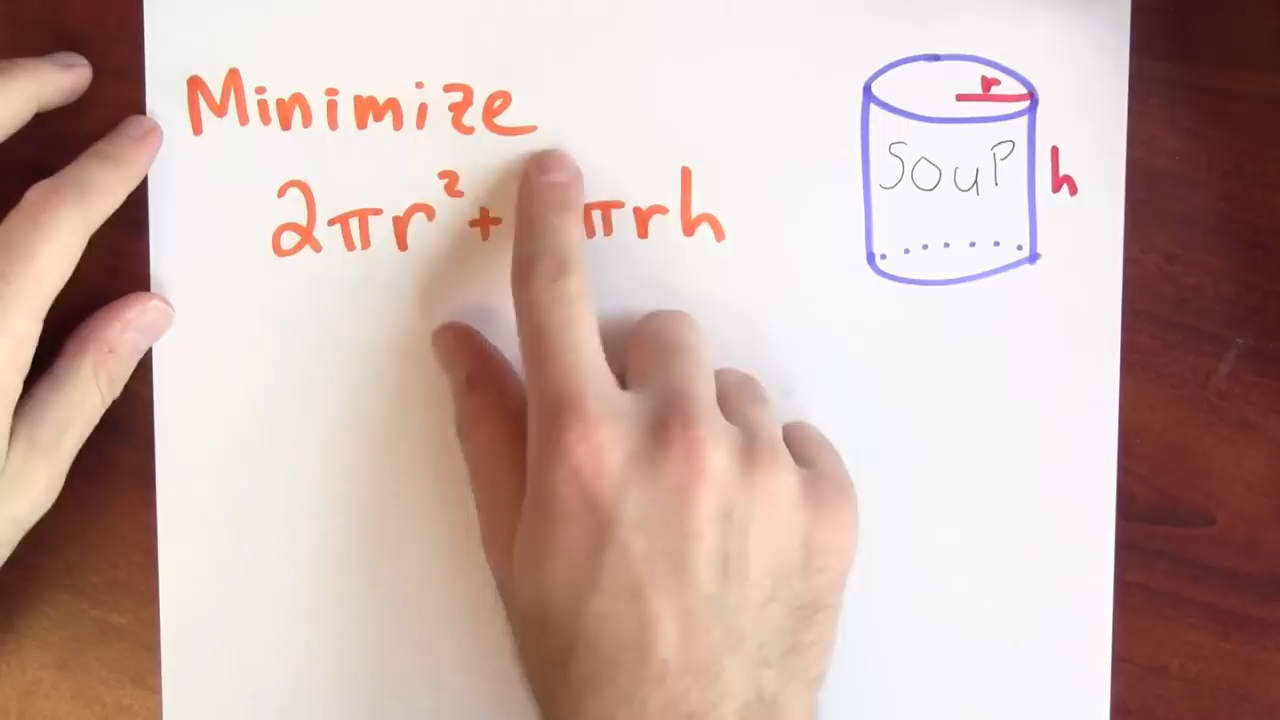 Minimize
2πr² + πrh
r
SOUP
h